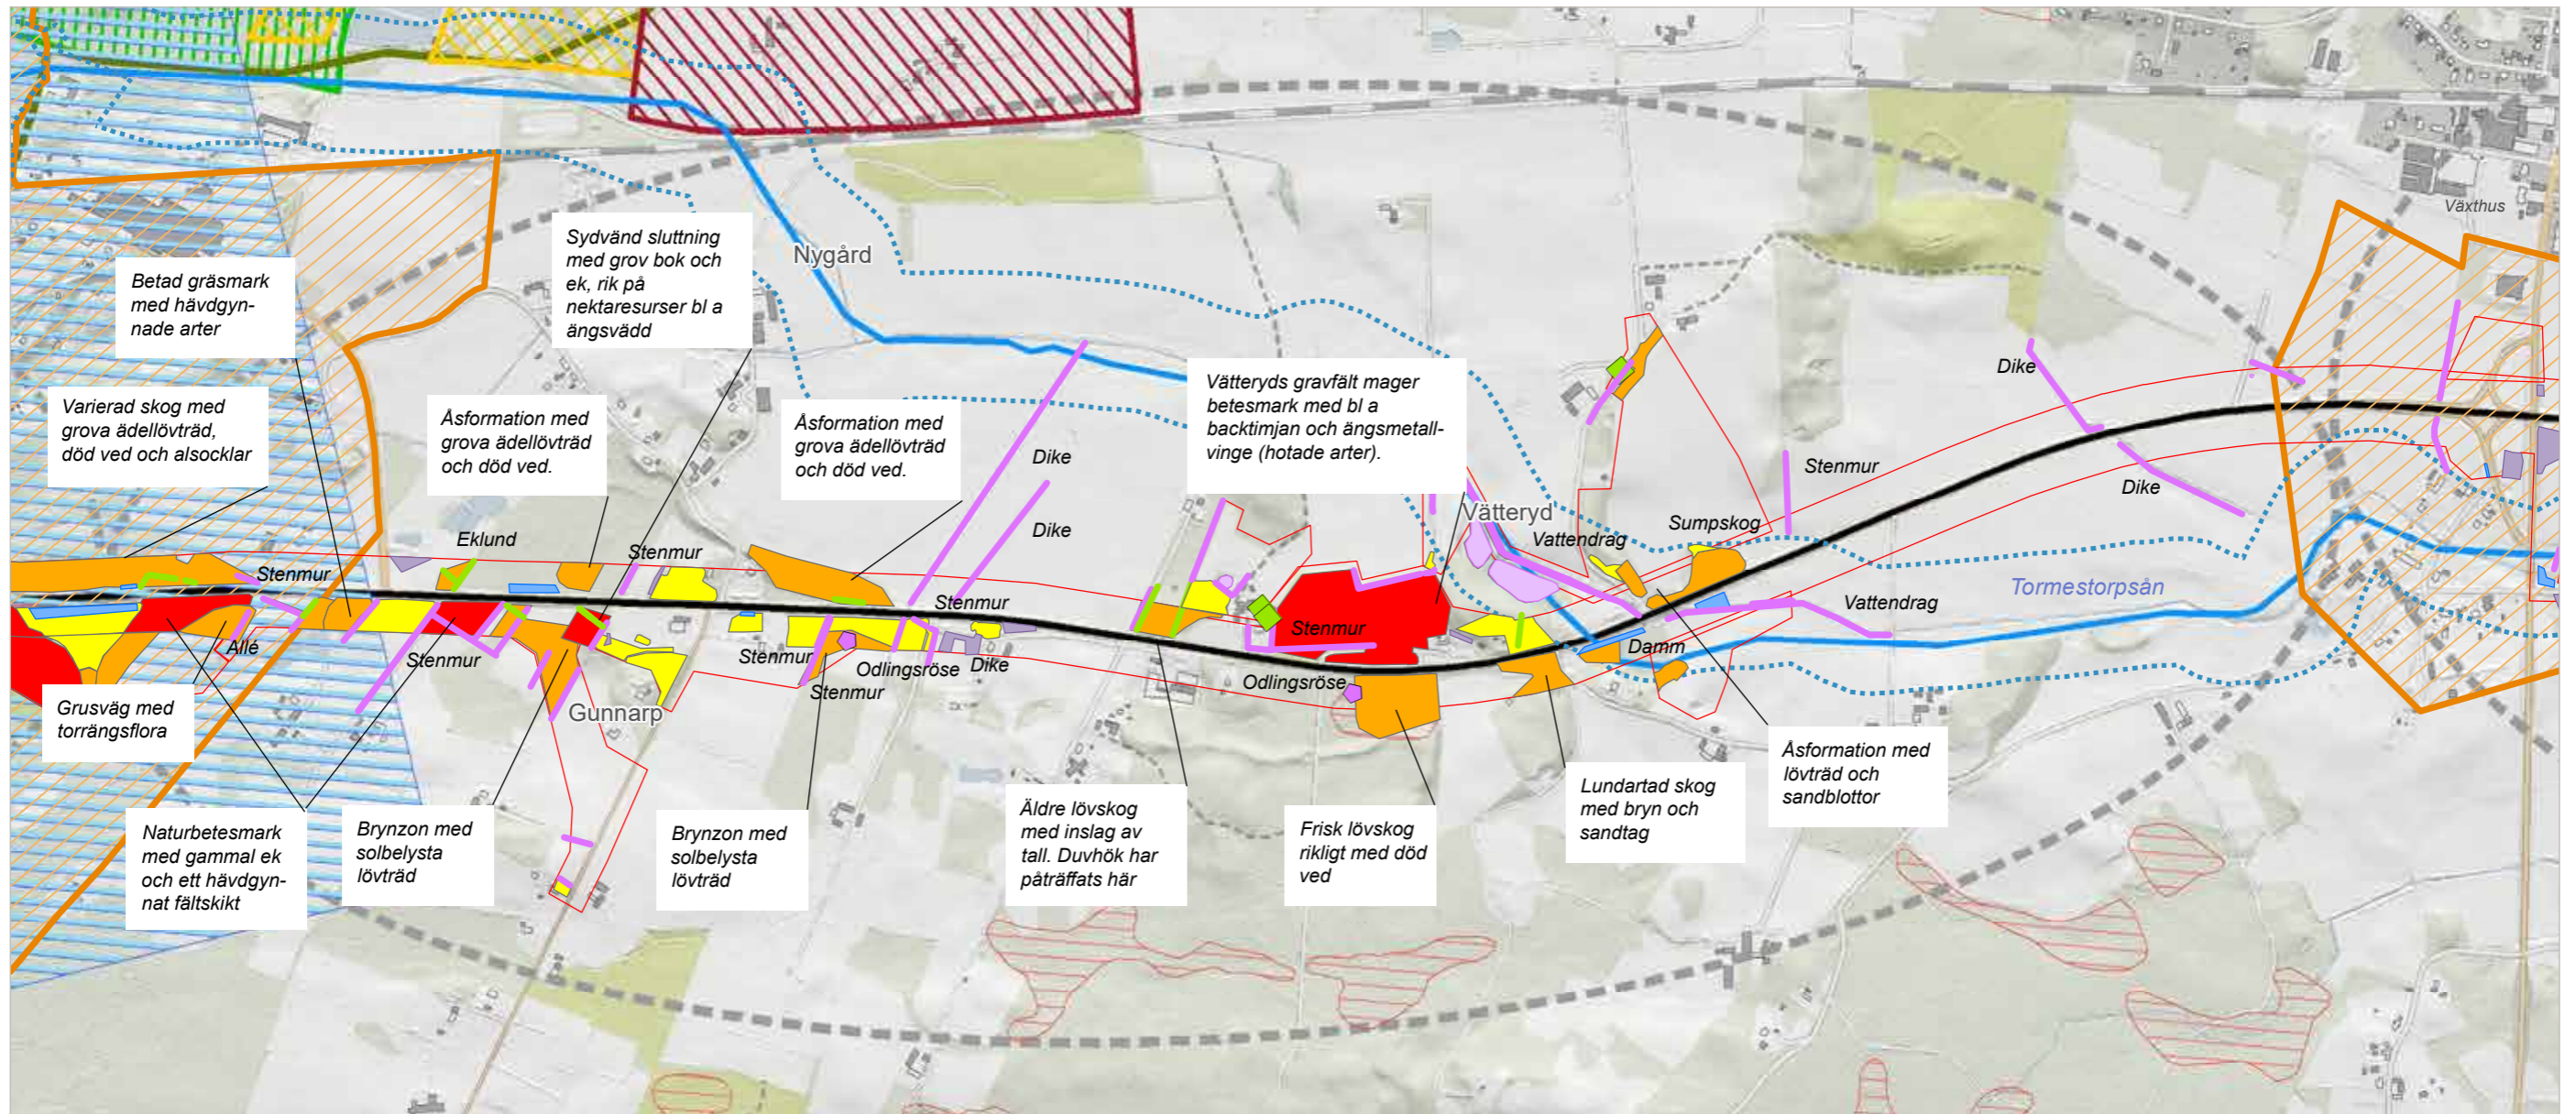 Växthus
Nygård
Sydvänd sluttning
med grov bok och
ek, rik på
nektaresurser bl a
ängsvädd
Betad gräsmark
med hävdgyn-
nade arter
Varierad skog med
grova ädellövträd,
död ved och alsocklar
Åsformation med
grova ädellövträd
och död ved.
Åsformation med
grova ädellövträd
och död ved.
Vätteryds gravfält mager
betesmark med bl a
backtimjan och ängsmetall-
vinge (hotade arter).
Dike
Dike
Dike
Stenmur
Dike
Vätteryd
Sumpskog
Vattendrag
Eklund
Stenmur
Stenmur
Tormestorpsån
Stenmur
Vattendrag
Stenmur
Allé
Stenmur
Stenmur
Odlingsröse
Dike
Damm
Stenmur
Odlingsröse
Gunnarp
Grusväg med
torrängsflora
Åsformation med
lövträd och
sandblottor
Lundartad skog
med bryn och
sandtag
Naturbetesmark
med gammal ek
och ett hävdgyn-
nat fältskikt
Brynzon med
solbelysta
lövträd
Brynzon med
solbelysta
lövträd
Äldre lövskog
med inslag av
tall. Duvhök har
påträffats här
Frisk lövskog
rikligt med död
ved